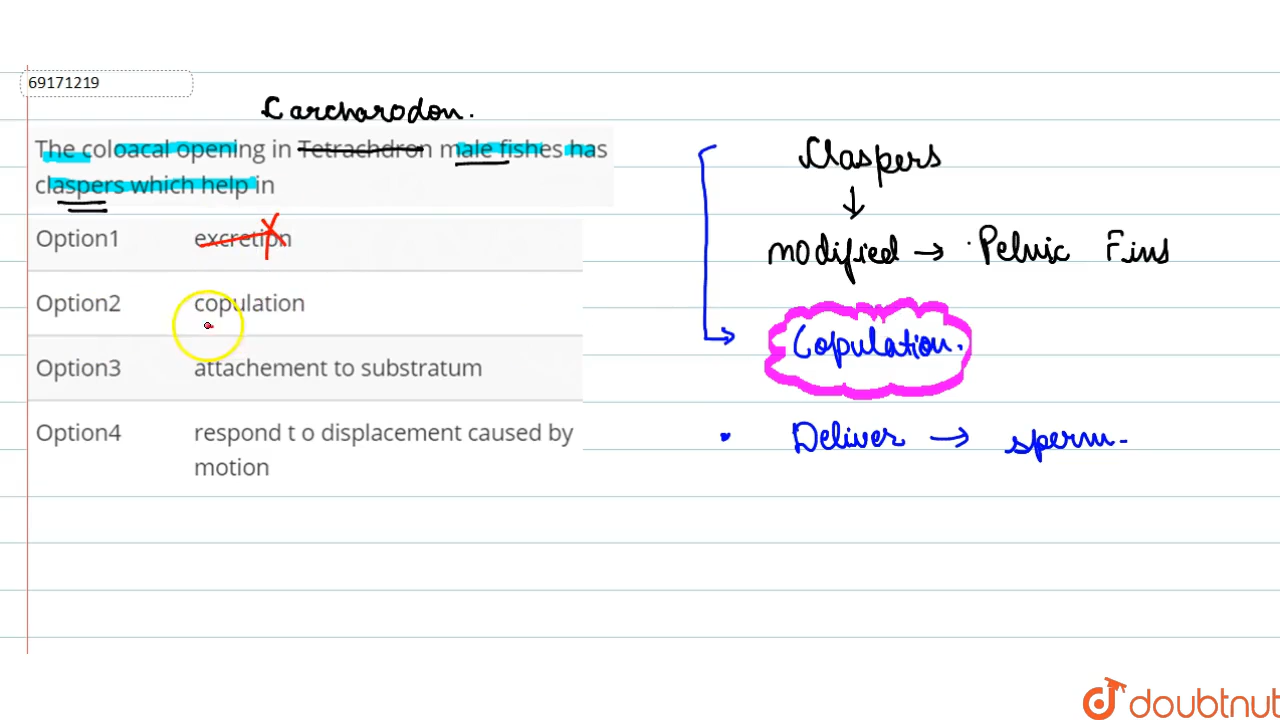 69171219
Carcharodon.
The coloacal opening in Tetrachdron male fishes has
claspers which help in
Option1 excretion
Option2 copulation
Option3 attachement to substratum
Option4 respond t o displacement caused by
motion
Claspers
↓
modified → Pelvic Fins
Copulation.
• Deliver → sperm.
doubtnut